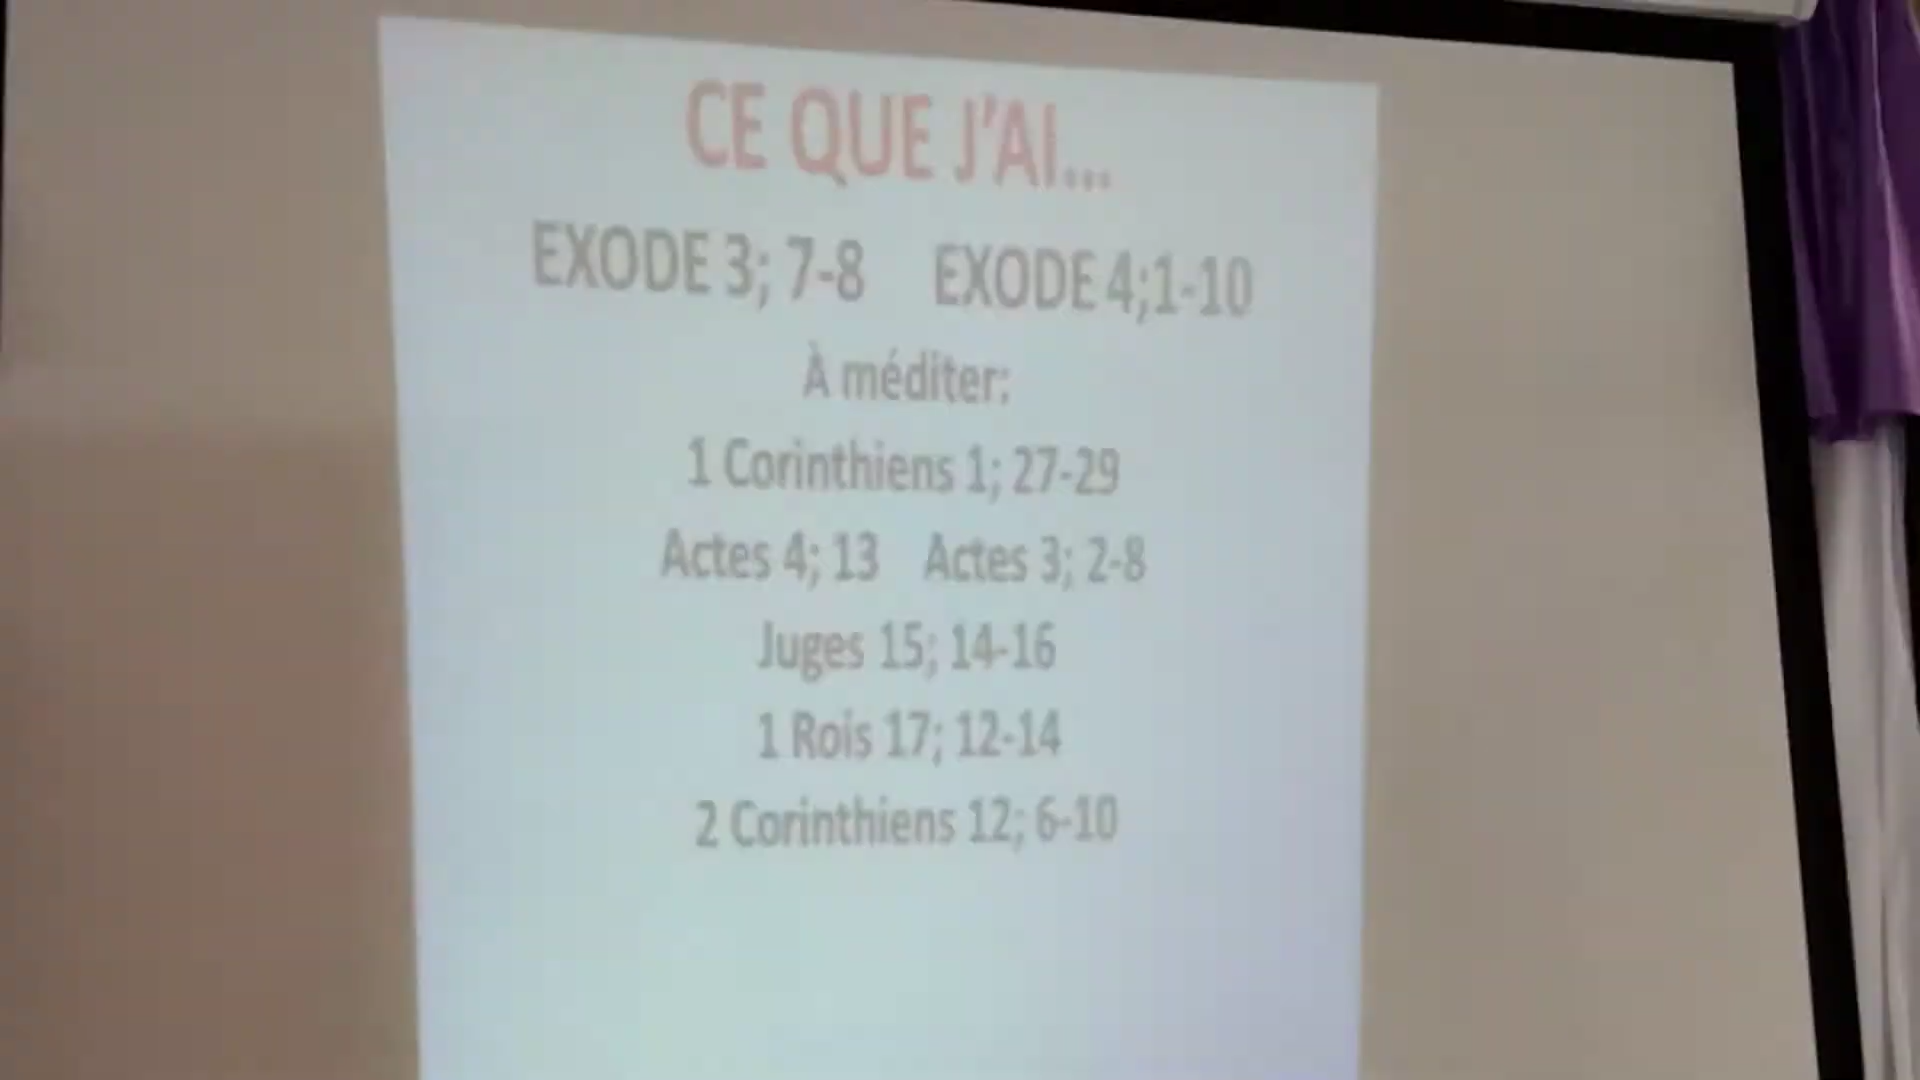 CE QUE J'AI...
EXODE 3; 7-8 EXODE 4;1-10
À méditer:
1 Corinthiens 1; 27-29
Actes 4; 13 Actes 3; 2-8
Juges 15; 14-16
1 Rois 17; 12-14
2 Corinthiens 12; 6-10